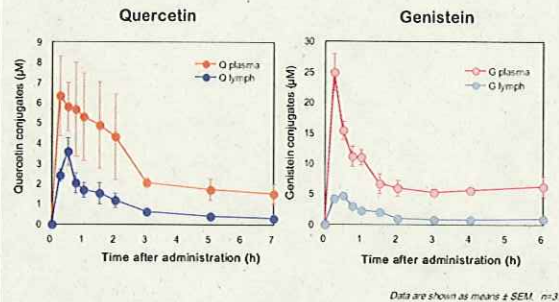 Quercetin
9
8
7
6
5
4
3
2
1
0
Quercetin conjugates (µM)
Q plasma
Q lymph
0 1 2 3 4 5 6 7
Time after administration (h)
Genistein
30
25
20
15
10
5
0
Genistein conjugates (µM)
G plasma
G lymph
0 1 2 3 4 5 6
Time after administration (h)
Data are shown as means ± SEM. n=3